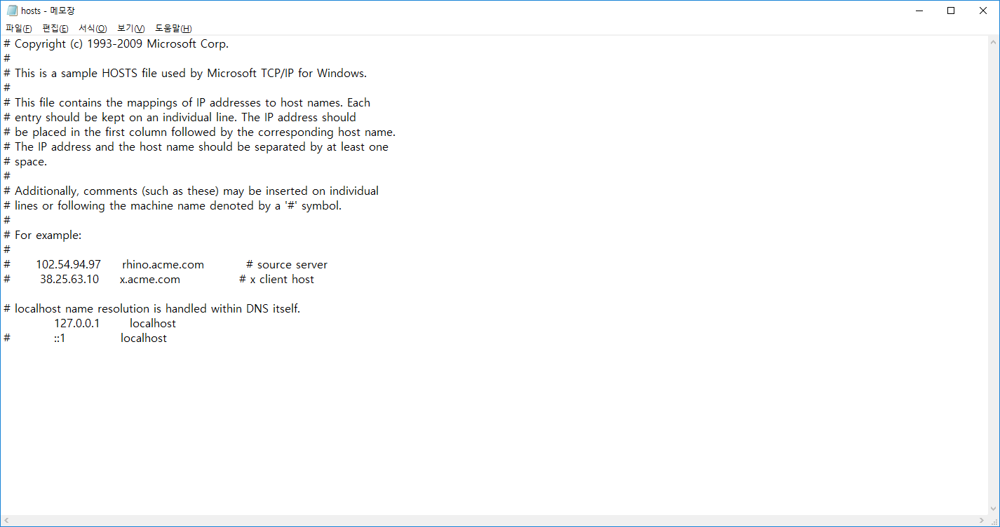 hosts - 메모장
파일(F) 편집(E) 서식(O) 보기(V) 도움말(H)
# Copyright (c) 1993-2009 Microsoft Corp.
#
# This is a sample HOSTS file used by Microsoft TCP/IP for Windows.
#
# This file contains the mappings of IP addresses to host names. Each
# entry should be kept on an individual line. The IP address should
# be placed in the first column followed by the corresponding host name.
# The IP address and the host name should be separated by at least one
# space.
#
# Additionally, comments (such as these) may be inserted on individual
# lines or following the machine name denoted by a '#' symbol.
#
# For example:
#
#      102.54.94.97     rhino.acme.com          # source server
#       38.25.63.10     x.acme.com              # x client host

# localhost name resolution is handled within DNS itself.
	127.0.0.1       localhost
#	::1             localhost